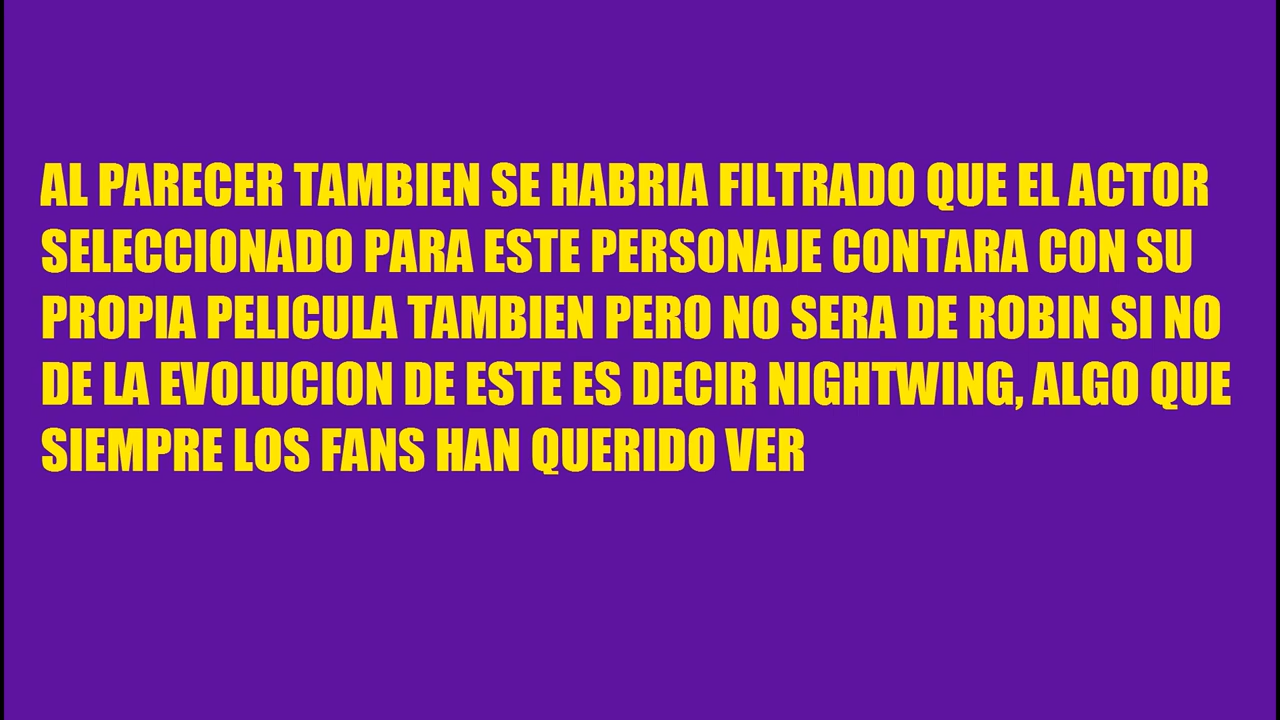 AL PARECER TAMBIEN SE HABRIA FILTRADO QUE EL ACTOR
SELECCIONADO PARA ESTE PERSONAJE CONTARA CON SU
PROPIA PELICULA TAMBIEN PERO NO SERA DE ROBIN SI NO
DE LA EVOLUCION DE ESTE ES DECIR NIGHTWING, ALGO QUE
SIEMPRE LOS FANS HAN QUERIDO VER